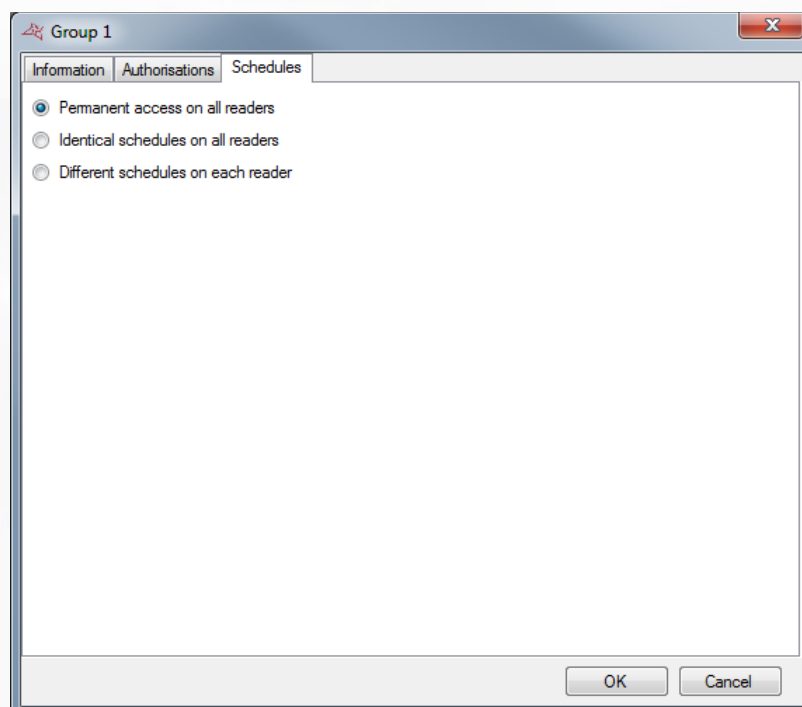 Group 1
Information Authorisations Schedules
Permanent access on all readers
Identical schedules on all readers
Different schedules on each reader
OK Cancel